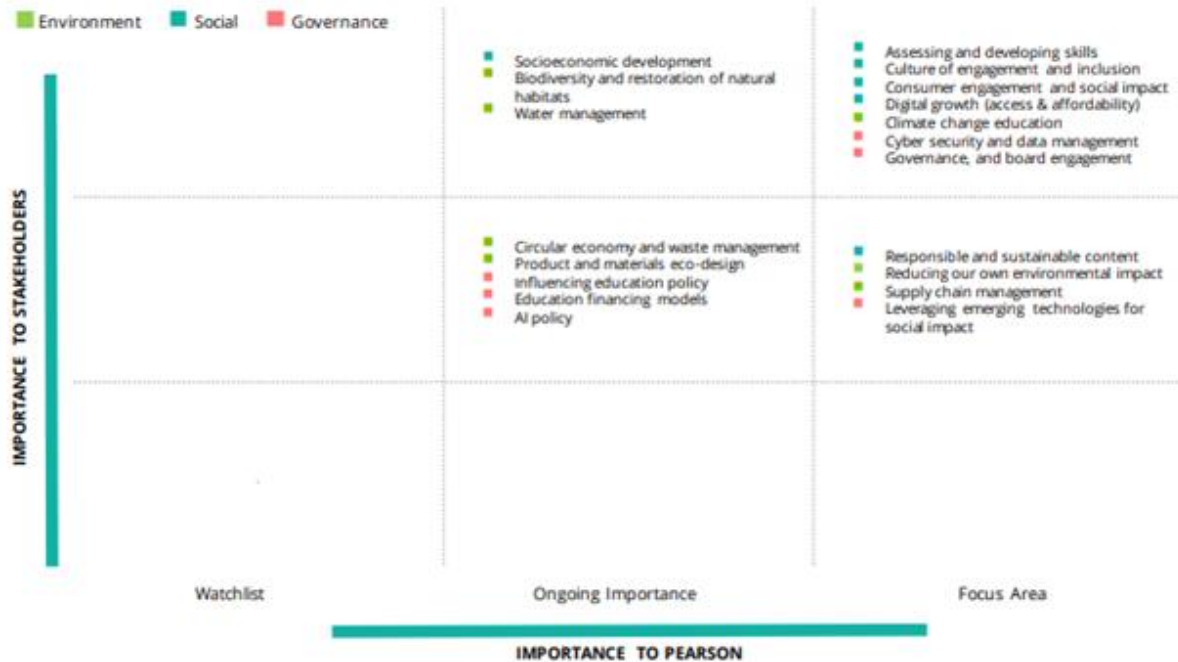 Environment Social Governance
Socioeconomic development
Biodiversity and restoration of natural
habitats
Water management
Assessing and developing skills
Culture of engagement and inclusion
Consumer engagement and social impact
Digital growth (access & affordability)
Climate change education
Cyber security and data management
Governance, and board engagement
IMPORTANCE TO STAKEHOLDERS
Circular economy and waste management
Product and materials eco-design
Influencing education policy
Education financing models
AI policy
Responsible and sustainable content
Reducing our own environmental impact
Supply chain management
Leveraging emerging technologies for
social impact
Watchlist
Ongoing Importance
Focus Area
IMPORTANCE TO PEARSON